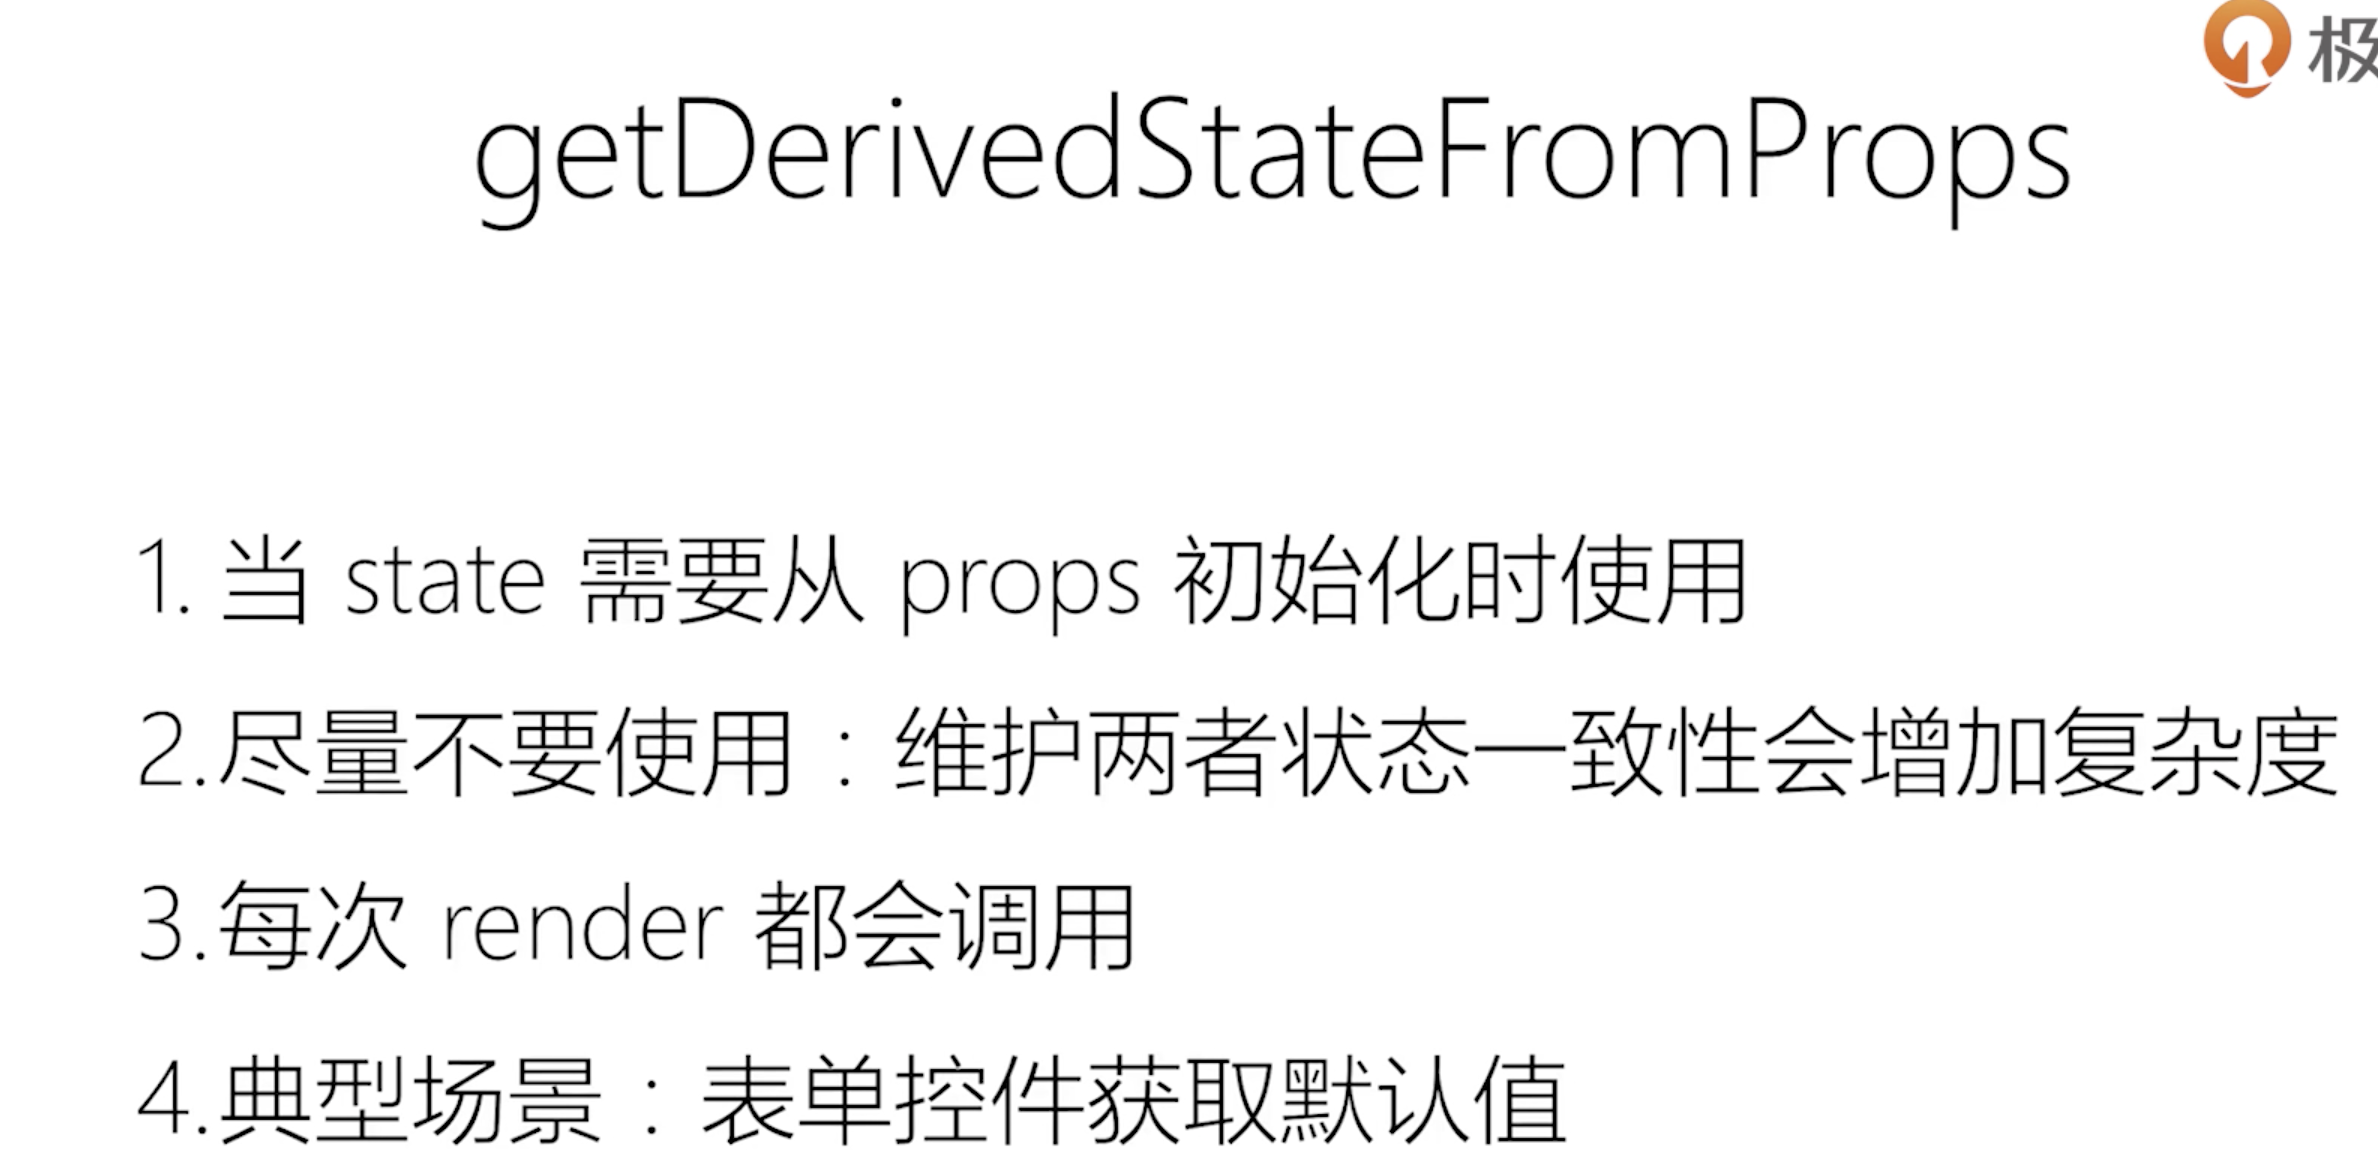 极
getDerivedStateFromProps
1. 当 state 需要从 props 初始化时使用
2.尽量不要使用：维护两者状态一致性会增加复杂度
3.每次 render 都会调用
4.典型场景：表单控件获取默认值